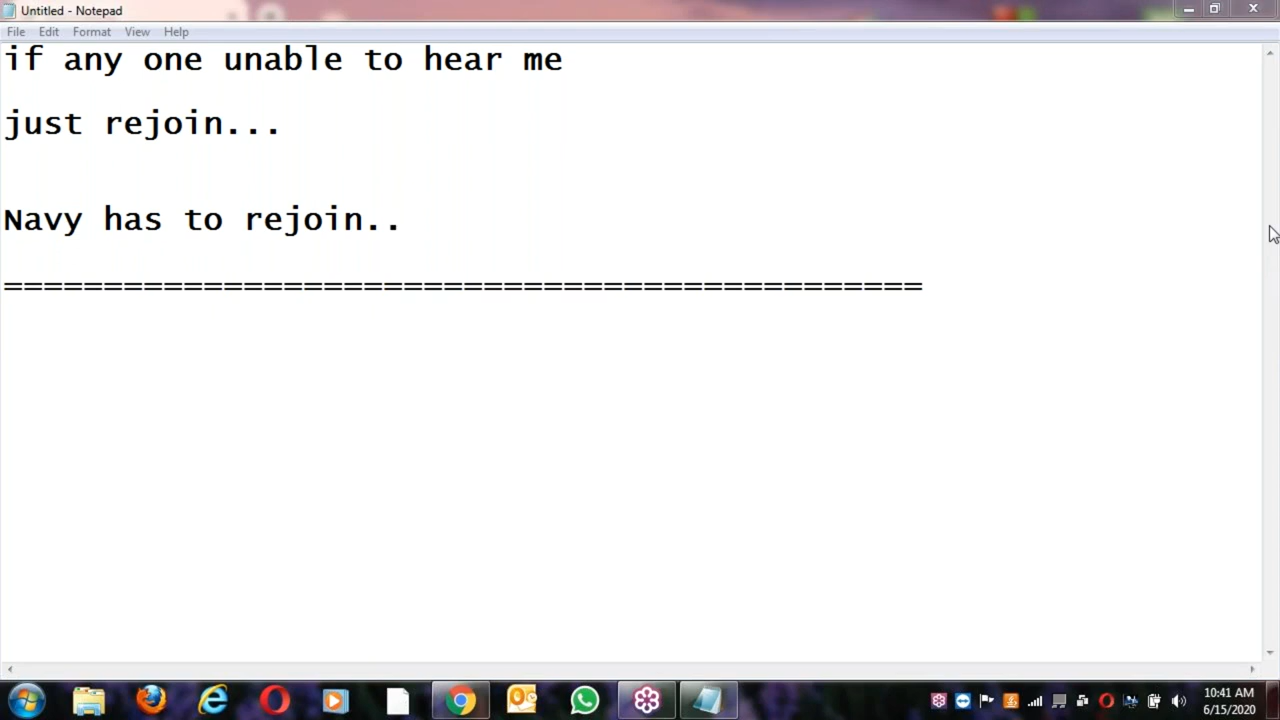 Untitled - Notepad
File Edit Format View Help
if any one unable to hear me
just rejoin...
Navy has to rejoin..
==============================================
10:41 AM
6/15/2020